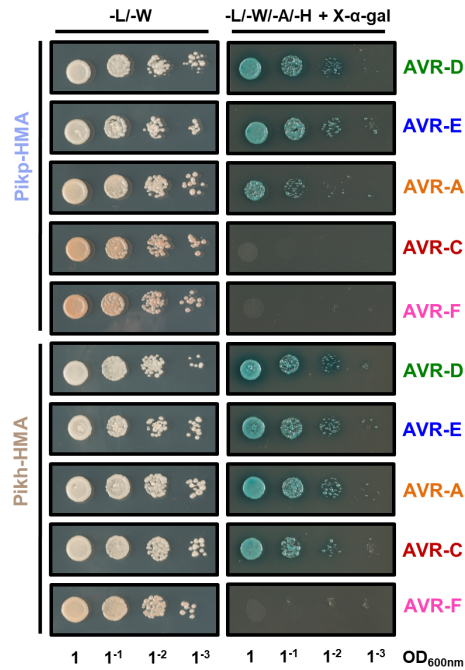 -L/-W
-L/-W/-A/-H + X-α-gal
Pikp-HMA
AVR-D
AVR-E
AVR-A
AVR-C
AVR-F
Pikh-HMA
AVR-D
AVR-E
AVR-A
AVR-C
AVR-F
1 1⁻¹ 1⁻² 1⁻³ 1 1⁻¹ 1⁻² 1⁻³ OD600nm